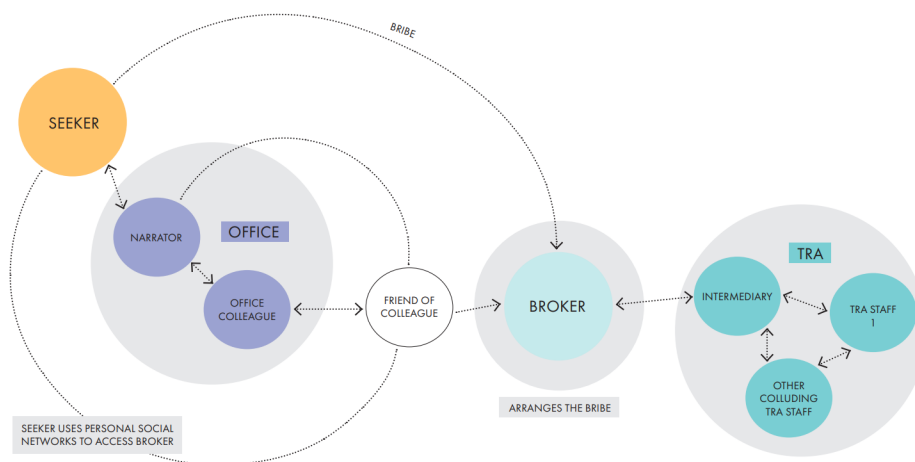 BRIBE
SEEKER
NARRATOR
OFFICE
OFFICE
COLLEAGUE
FRIEND OF
COLLEAGUE
BROKER
ARRANGES THE BRIBE
TRA
INTERMEDIARY
TRA STAFF
1
OTHER
COLLUDING
TRA STAFF
SEEKER USES PERSONAL SOCIAL
NETWORKS TO ACCESS BROKER